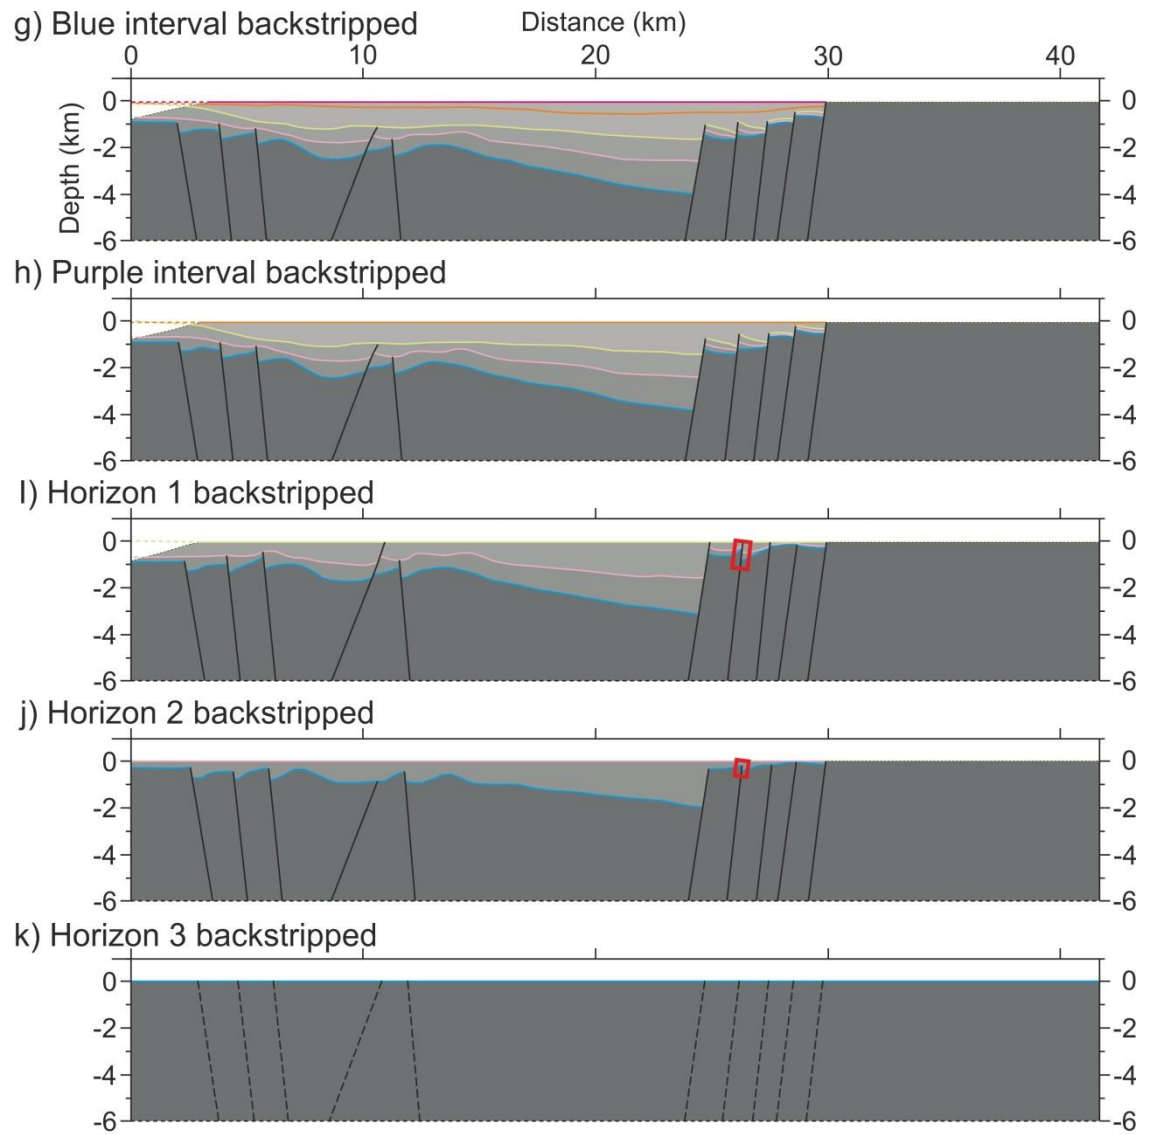 g) Blue interval backstripped Distance (km)
0 10 20 30 40
0 0
-2 -2
-4 -4
-6 -6
Depth (km)
h) Purple interval backstripped
0 0
-2 -2
-4 -4
-6 -6
l) Horizon 1 backstripped
0 0
-2 -2
-4 -4
-6 -6
j) Horizon 2 backstripped
0 0
-2 -2
-4 -4
-6 -6
k) Horizon 3 backstripped
0 0
-2 -2
-4 -4
-6 -6